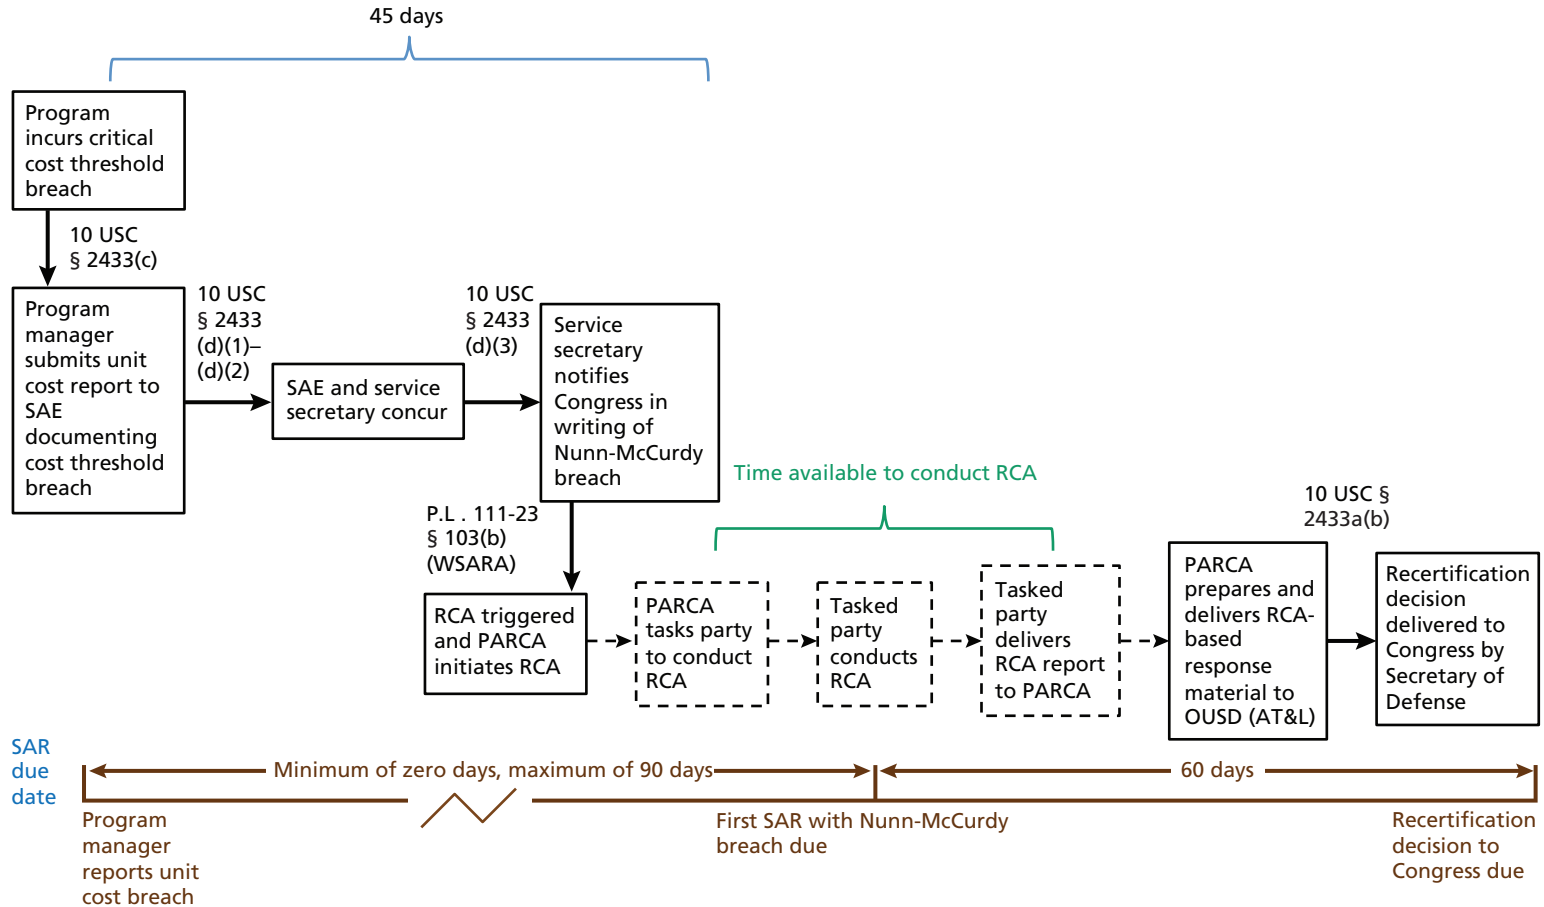 45 days
Program
incurs critical
cost threshold
breach
10 USC
§ 2433(c)
Program
manager
submits unit
cost report to
SAE
documenting
cost threshold
breach
10 USC
§ 2433
(d)(1)–
(d)(2)
SAE and service
secretary concur
10 USC
§ 2433
(d)(3)
Service
secretary
notifies
Congress in
writing of
Nunn-McCurdy
breach
P.L . 111-23
§ 103(b)
(WSARA)
RCA triggered
and PARCA
initiates RCA
Time available to conduct RCA
PARCA
tasks party
to conduct
RCA
Tasked
party
conducts
RCA
Tasked
party
delivers
RCA report
to PARCA
PARCA
prepares and
delivers RCA-
based
response
material to
OUSD (AT&L)
10 USC §
2433a(b)
Recertification
decision
delivered to
Congress by
Secretary of
Defense
SAR
due
date
Minimum of zero days, maximum of 90 days
60 days
Program
manager
reports unit
cost breach
First SAR with Nunn-McCurdy
breach due
Recertification
decision to
Congress due